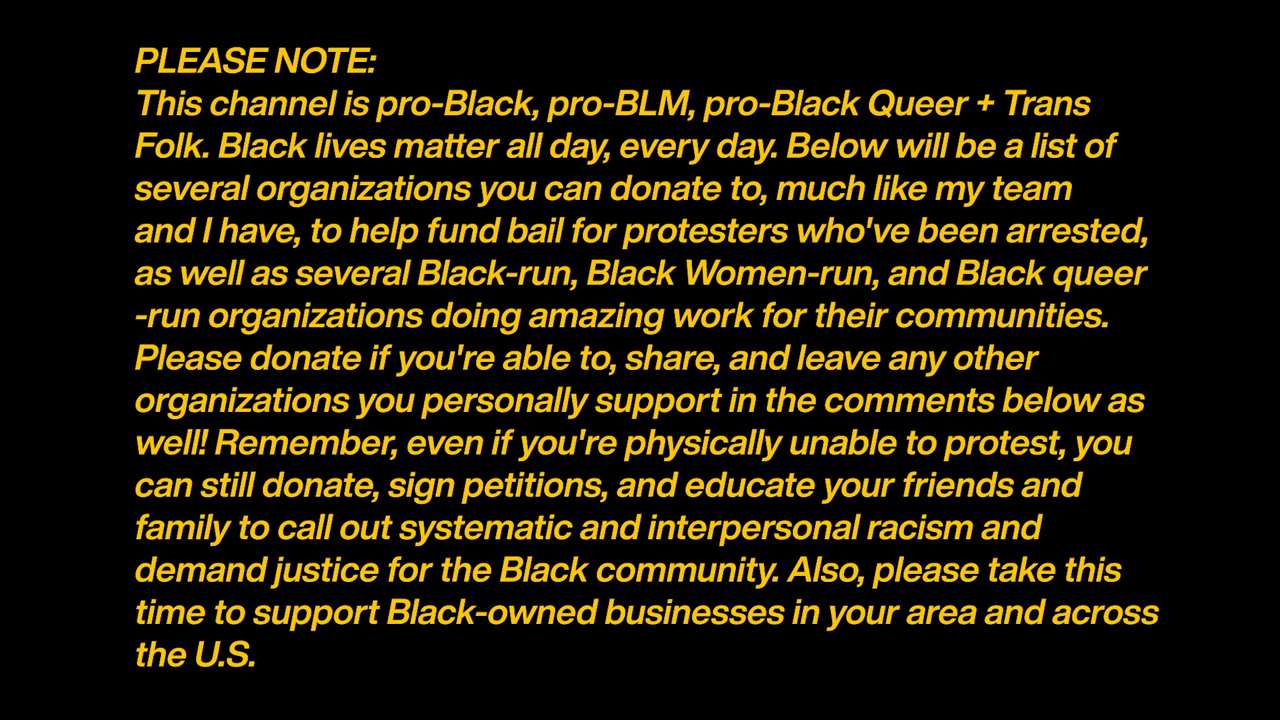 PLEASE NOTE:
This channel is pro-Black, pro-BLM, pro-Black Queer + Trans
Folk. Black lives matter all day, every day. Below will be a list of
several organizations you can donate to, much like my team
and I have, to help fund bail for protesters who've been arrested,
as well as several Black-run, Black Women-run, and Black queer
-run organizations doing amazing work for their communities.
Please donate if you're able to, share, and leave any other
organizations you personally support in the comments below as
well! Remember, even if you're physically unable to protest, you
can still donate, sign petitions, and educate your friends and
family to call out systematic and interpersonal racism and
demand justice for the Black community. Also, please take this
time to support Black-owned businesses in your area and across
the U.S.